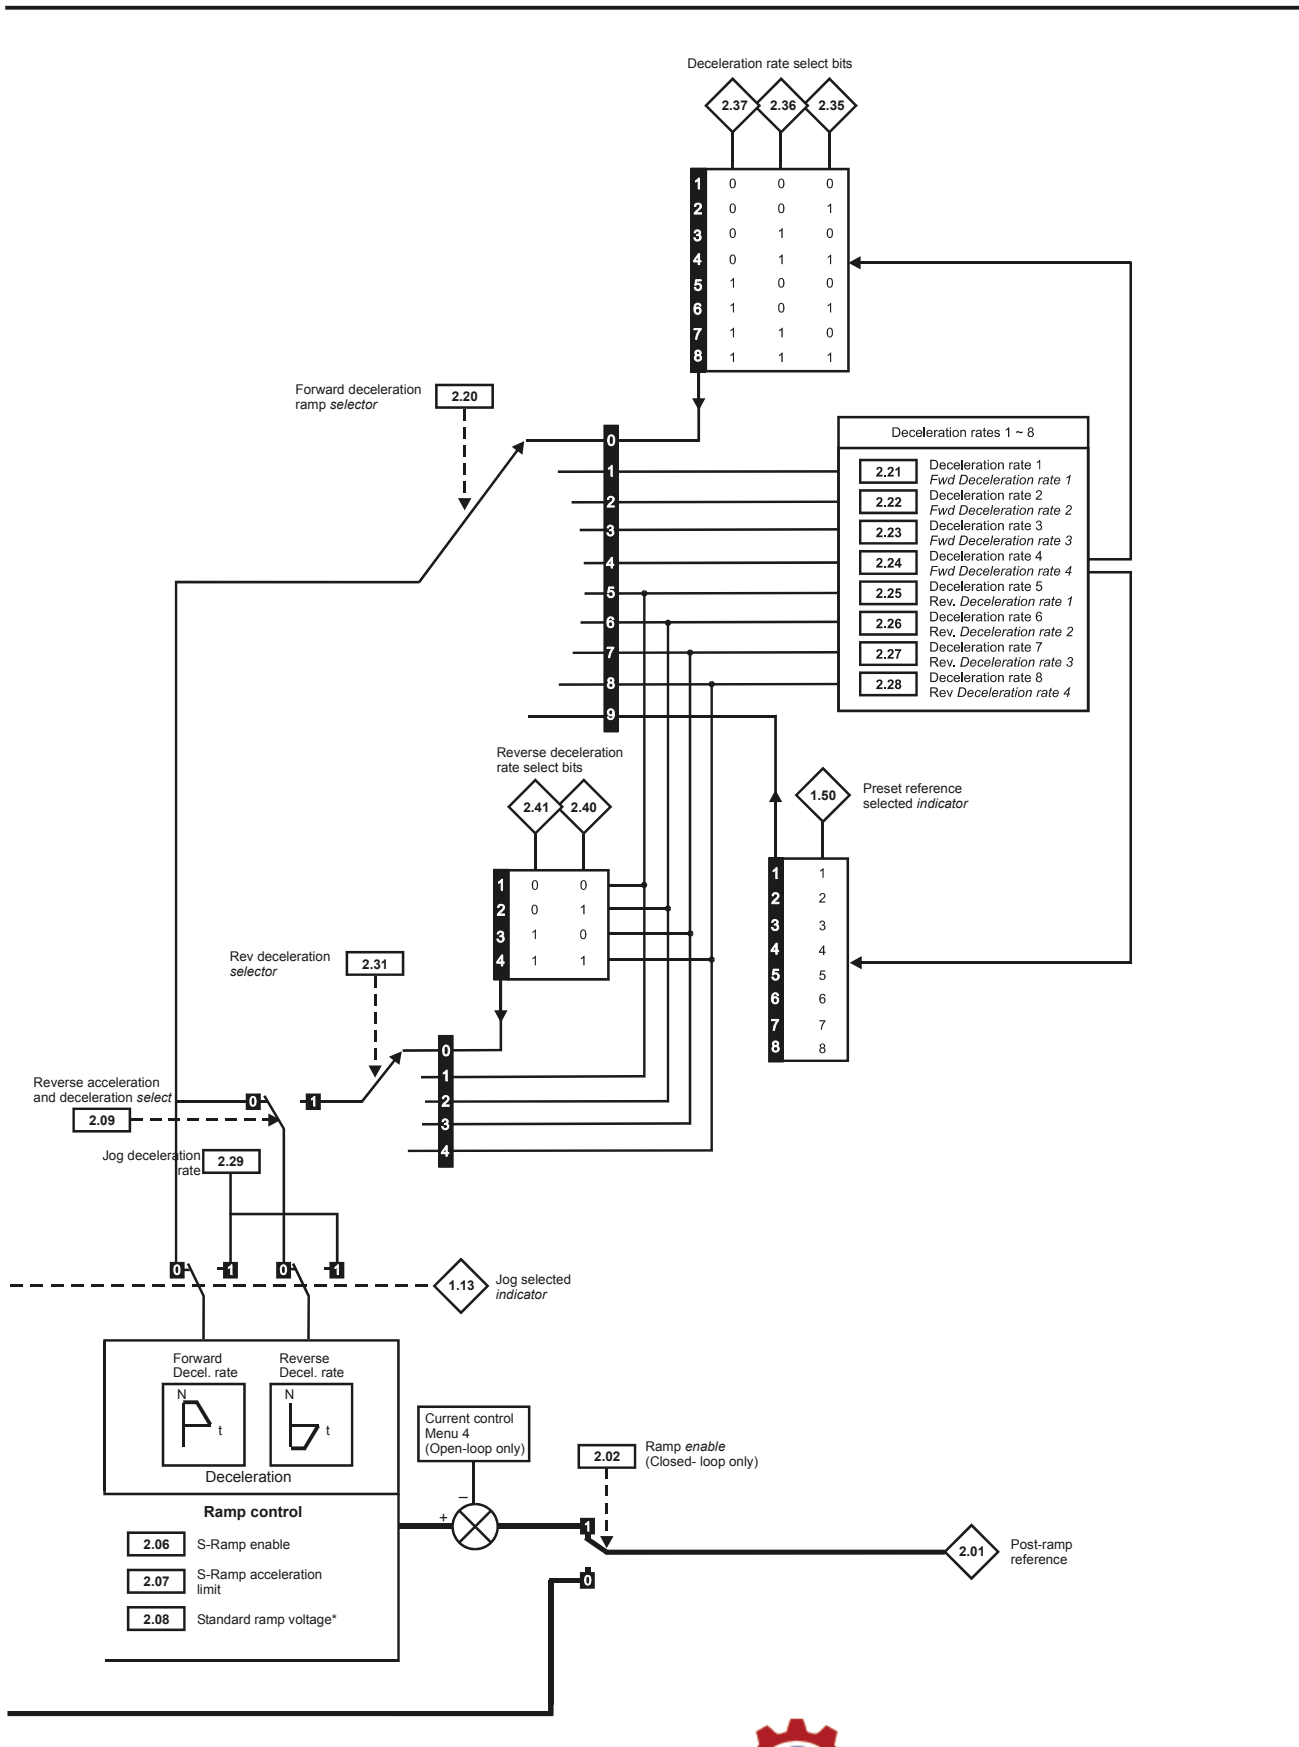 Deceleration rate select bits
2.37 2.36 2.35
1 0 0 0
2 0 0 1
3 0 1 0
4 0 1 1
5 1 0 0
6 1 0 1
7 1 1 0
8 1 1 1
Forward deceleration
ramp selector
2.20
0
1
2
3
4
5
6
7
8
9
Deceleration rates 1 ~ 8
2.21 Deceleration rate 1
Fwd Deceleration rate 1
2.22 Deceleration rate 2
Fwd Deceleration rate 2
2.23 Deceleration rate 3
Fwd Deceleration rate 3
2.24 Deceleration rate 4
Fwd Deceleration rate 4
2.25 Deceleration rate 5
Rev. Deceleration rate 1
2.26 Deceleration rate 6
Rev. Deceleration rate 2
2.27 Deceleration rate 7
Rev. Deceleration rate 3
2.28 Deceleration rate 8
Rev Deceleration rate 4
Reverse deceleration
rate select bits
2.41 2.40
1 0 0
2 0 1
3 1 0
4 1 1
1.50
Preset reference
selected indicator
1 1
2 2
3 3
4 4
5 5
6 6
7 7
8 8
Rev deceleration
selector
2.31
0
1
2
3
4
Reverse acceleration
and deceleration select
2.09
0 1
Jog deceleration
rate
2.29
0 1 0 1
1.13
Jog selected
indicator
Forward
Decel. rate
N
t
Reverse
Decel. rate
N
t
Deceleration
Ramp control
2.06 S-Ramp enable
2.07 S-Ramp acceleration
limit
2.08 Standard ramp voltage*
Current control
Menu 4
(Open-loop only)
–
+
2.02
Ramp enable
(Closed- loop only)
1
0
2.01
Post-ramp
reference